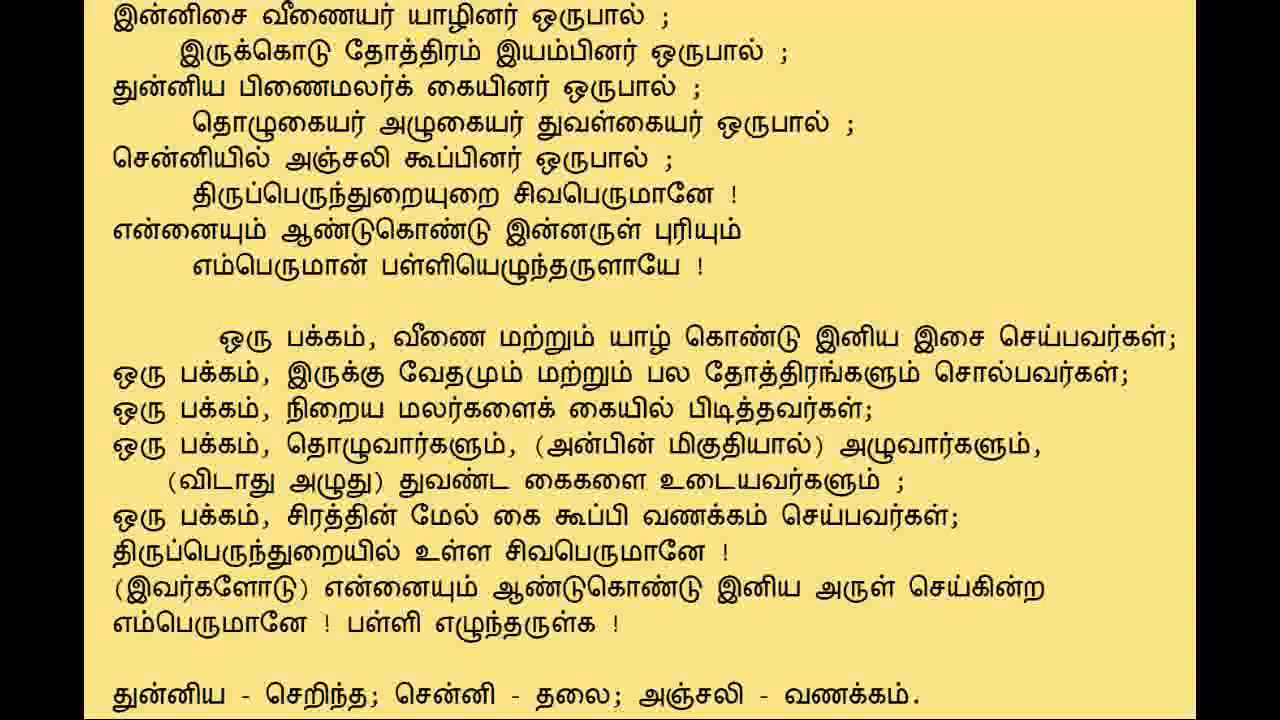 இன்னிசை வீணையர் யாழினர் ஒருபால் ;
இருக்கொடு தோத்திரம் இயம்பினர் ஒருபால் ;
துன்னிய பிணைமலர்க் கையினர் ஒருபால் ;
தொழுகையர் அழுகையர் துவள்கையர் ஒருபால் ;
சென்னியில் அஞ்சலி கூப்பினர் ஒருபால் ;
திருப்பெருந்துறையுறை சிவபெருமானே !
என்னையும் ஆண்டுகொண்டு இன்னருள் புரியும்
எம்பெருமான் பள்ளியெழுந்தருளாயே !
ஒரு பக்கம், வீணை மற்றும் யாழ் கொண்டு இனிய இசை செய்பவர்கள்;
ஒரு பக்கம், இருக்கு வேதமும் மற்றும் பல தோத்திரங்களும் சொல்பவர்கள்;
ஒரு பக்கம், நிறைய மலர்களைக் கையில் பிடித்தவர்கள்;
ஒரு பக்கம், தொழுவார்களும், (அன்பின் மிகுதியால்) அழுவார்களும்,
(விடாது அழுது) துவண்ட கைகளை உடையவர்களும் ;
ஒரு பக்கம், சிரத்தின் மேல் கை கூப்பி வணக்கம் செய்பவர்கள்;
திருப்பெருந்துறையில் உள்ள சிவபெருமானே !
(இவர்களோடு) என்னையும் ஆண்டுகொண்டு இனிய அருள் செய்கின்ற
எம்பெருமானே ! பள்ளி எழுந்தருள்க !
துன்னிய - செறிந்த; சென்னி - தலை; அஞ்சலி - வணக்கம்.